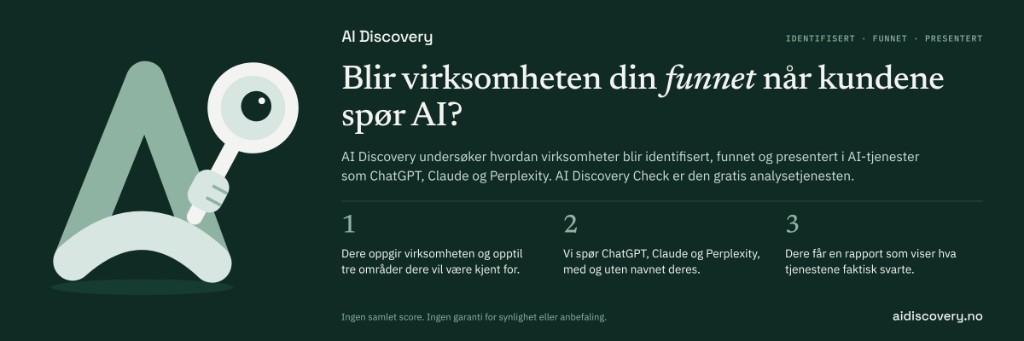 AI Discovery
IDENTIFISERT · FUNNET · PRESENTERT
Blir virksomheten din funnet når kundene
spør AI?
AI Discovery undersøker hvordan virksomheter blir identifisert, funnet og presentert i AI-tjenester
som ChatGPT, Claude og Perplexity. AI Discovery Check er den gratis analysetjenesten.
1
Dere oppgir virksomheten og opptil
tre områder dere vil være kjent for.
2
Vi spør ChatGPT, Claude og Perplexity,
med og uten navnet deres.
3
Dere får en rapport som viser hva
tjenestene faktisk svarte.
Ingen samlet score. Ingen garanti for synlighet eller anbefaling.
aidiscovery.no